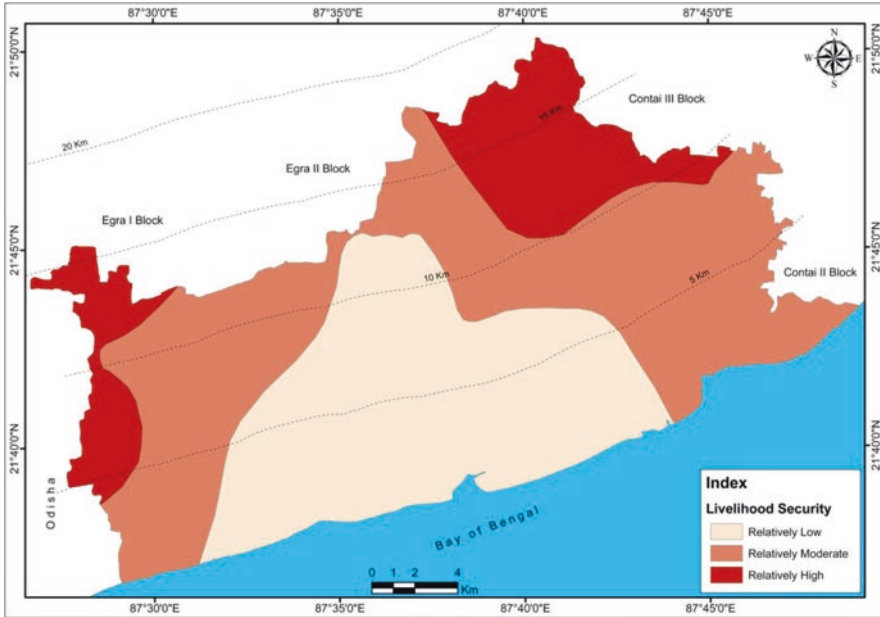 87°30'0"E 87°35'0"E 87°40'0"E 87°45'0"E
21°50'0"N
21°50'0"N
N
W E
S
20 Km
15 Km
Contai III Block
Egra II Block
Egra I Block
21°45'0"N
21°45'0"N
10 Km
5 Km
Contai II Block
21°40'0"N
21°40'0"N
Odisha
Bay of Bengal
Index
Livelihood Security
Relatively Low
Relatively Moderate
Relatively High
0 1 2 4
Km
87°30'0"E 87°35'0"E 87°40'0"E 87°45'0"E